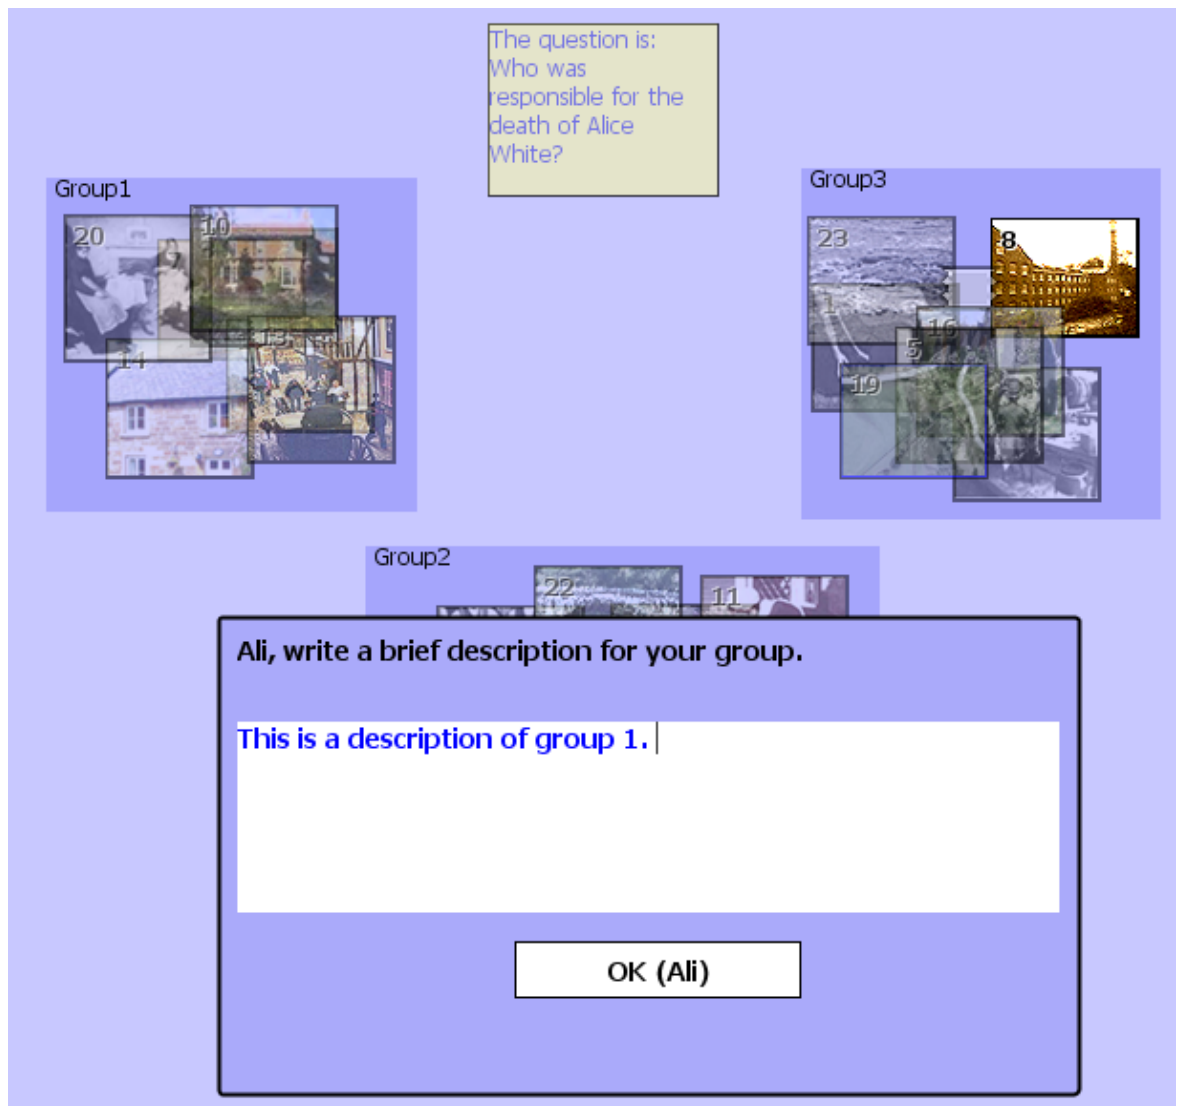 The question is:
Who was
responsible for the
death of Alice
White?
Group1
20
10
14
13
Group3
23
8
1
16
5
19
Group2
22
11
Ali, write a brief description for your group.
This is a description of group 1.
OK (Ali)